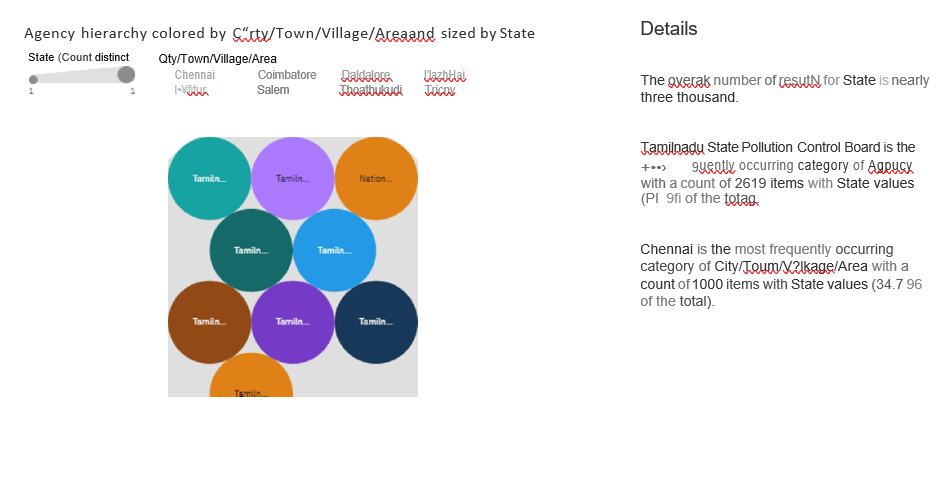 Agency hierarchy colored by C“rty/Town/Village/Areaand sized by State
State (Count distinct
Qty/Town/Village/Area
Chennai Coimbatore Daldalore l'lazhHai
Salem Thoathukudi Tricny
1 1
Tamiln... Tamiln... Nation...
Tamiln... Tamiln...
Tamiln... Tamiln... Tamiln...
Tamiln...
Details
The overak number of resutN for State is nearly
three thousand.
Tamilnadu State Pollution Control Board is the
+••› 9uently occurring category of Agpucy
with a count of 2619 items with State values
(PI 9fi of the totag.
Chennai is the most frequently occurring
category of City/Toum/V?lkage/Area with a
count of 1000 items with State values (34.7 96
of the total).